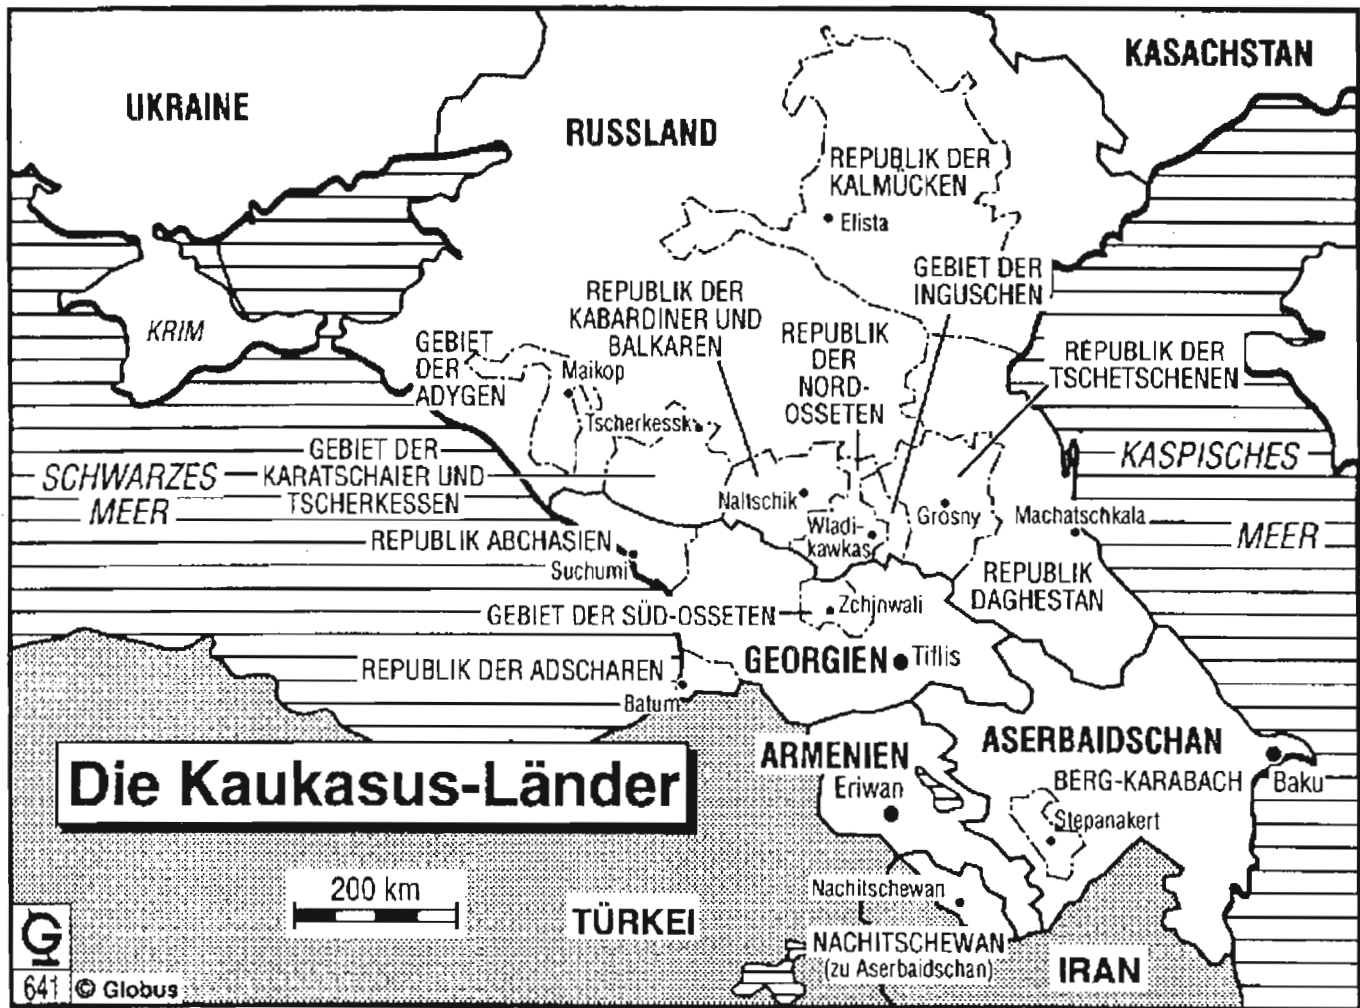 KASACHSTAN
UKRAINE
RUSSLAND
REPUBLIK DER
KALMÜCKEN
Elista
GEBIET DER
INGUSCHEN
REPUBLIK DER
KABARDINER UND
BALKAREN
REPUBLIK
DER
NORD-
OSSETEN
KRIM
GEBIET
DER
ADYGEN
Maikop
REPUBLIK DER
TSCHETSCHENEN
Tscherkessk
GEBIET DER
KARATSCHAIER UND
TSCHERKESSEN
SCHWARZES
MEER
KASPISCHES
MEER
Naltschik
Wladi-
kawkas
Grosny
Machatschkala
REPUBLIK ABCHASIEN
Suchumi
REPUBLIK
DAGHESTAN
GEBIET DER SÜD-OSSETEN
Zchinwali
GEORGIEN
Tiflis
REPUBLIK DER ADSCHAREN
Batum
ARMENIEN
Eriwan
ASERBAIDSCHAN
BERG-KARABACH
Baku
Stepanakert
Die Kaukasus-Länder
200 km
TÜRKEI
Nachitschewan
NACHITSCHEWAN
(zu Aserbaidschan)
IRAN
G
641
© Globus